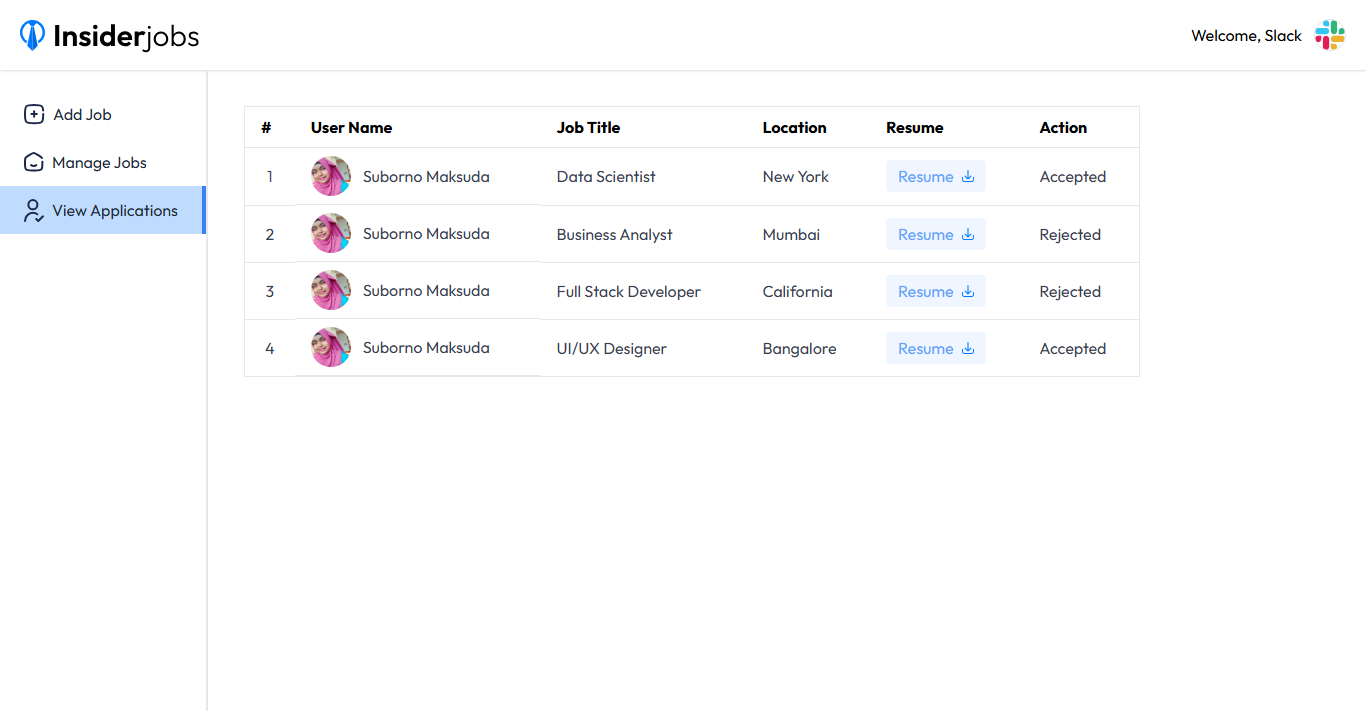 Insiderjobs
Welcome, Slack
Add Job
Manage Jobs
View Applications
# User Name Job Title Location Resume Action
1 Suborno Maksuda Data Scientist New York Resume Accepted
2 Suborno Maksuda Business Analyst Mumbai Resume Rejected
3 Suborno Maksuda Full Stack Developer California Resume Rejected
4 Suborno Maksuda UI/UX Designer Bangalore Resume Accepted